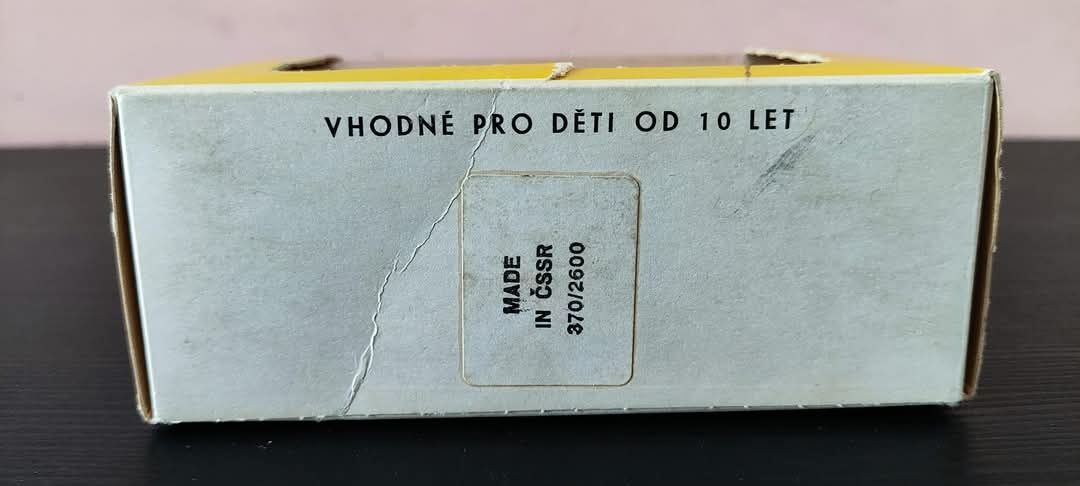 VHODNÉ PRO DĚTI OD 10 LET
MADE
IN ČSSR
370/2600